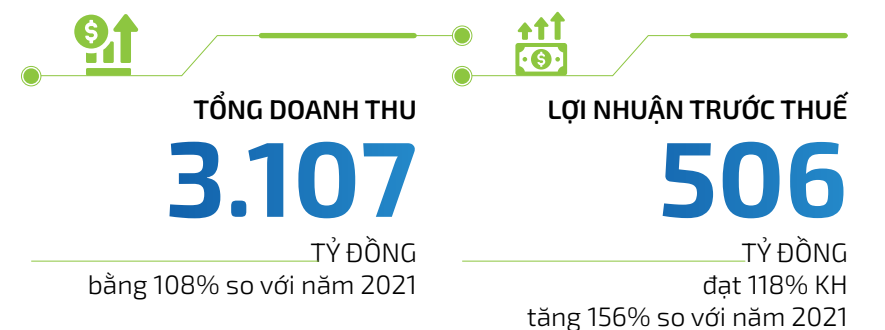 TỔNG DOANH THU
3.107
TỶ ĐỒNG
bằng 108% so với năm 2021
LỢI NHUẬN TRƯỚC THUẾ
506
TỶ ĐỒNG
đạt 118% KH
tăng 156% so với năm 2021